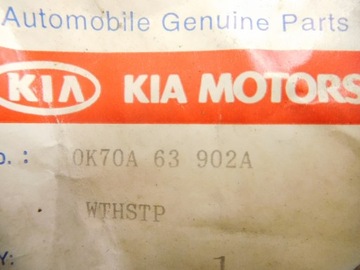 Automobile Genuine Parts
KIA KIA MOTORS
o. : 0K70A 63 902A
WTHSTP
Y: 1